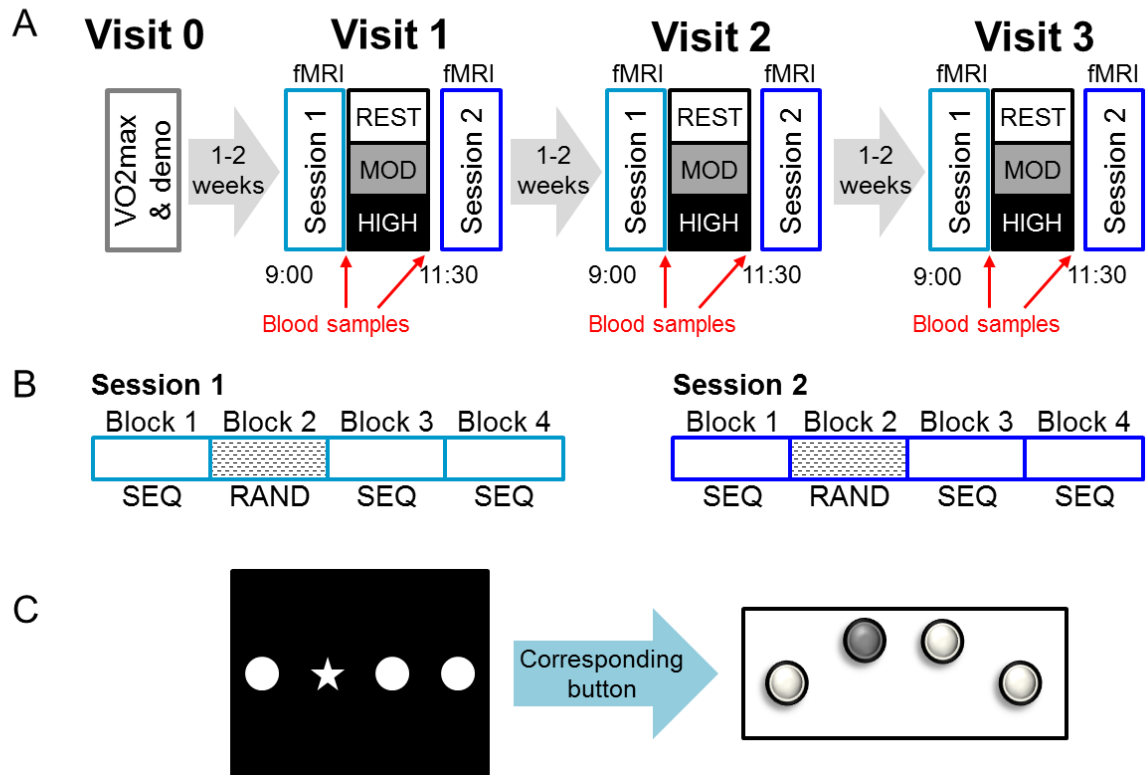 A
Visit 0
Visit 1
Visit 2
Visit 3
VO2max
& demo
1-2
weeks
fMRI
fMRI
Session 1
REST
MOD
HIGH
Session 2
9:00
11:30
Blood samples
1-2
weeks
fMRI
fMRI
Session 1
REST
MOD
HIGH
Session 2
9:00
11:30
Blood samples
1-2
weeks
fMRI
fMRI
Session 1
REST
MOD
HIGH
Session 2
9:00
11:30
Blood samples
B
Session 1
Block 1 Block 2 Block 3 Block 4
SEQ RAND SEQ SEQ
Session 2
Block 1 Block 2 Block 3 Block 4
SEQ RAND SEQ SEQ
C
Corresponding
button